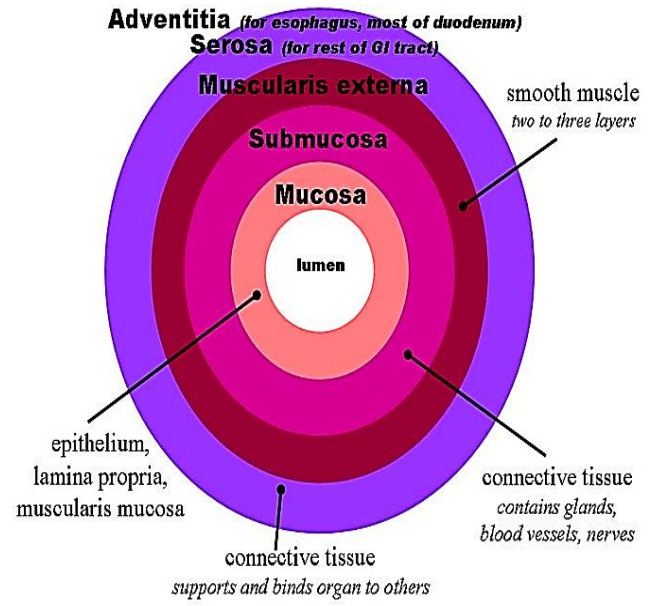 Adventitia (for esophagus, most of duodenum)
Serosa (for rest of GI tract)
Muscularis externa
smooth muscle
two to three layers
Submucosa
Mucosa
lumen
epithelium,
lamina propria,
muscularis mucosa
connective tissue
contains glands,
blood vessels, nerves
connective tissue
supports and binds organ to others